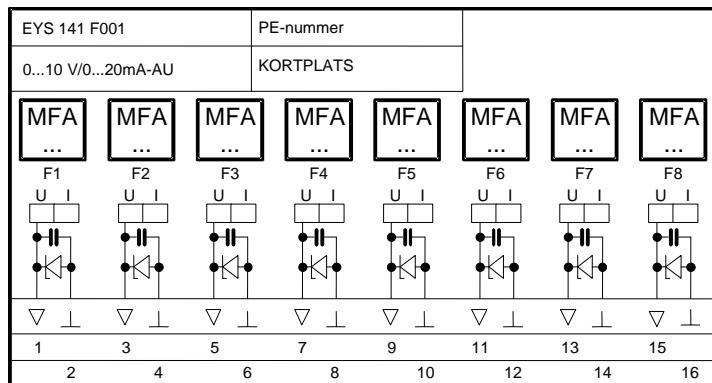 EYS 141 F001 PE-nummer
0...10 V/0...20mA-AU KORTPLATS
MFA MFA MFA MFA MFA MFA MFA MFA
... ... ... ... ... ... ... ...
F1 F2 F3 F4 F5 F6 F7 F8
U I U I U I U I U I U I U I U I
1 3 5 7 9 11 13 15
2 4 6 8 10 12 14 16